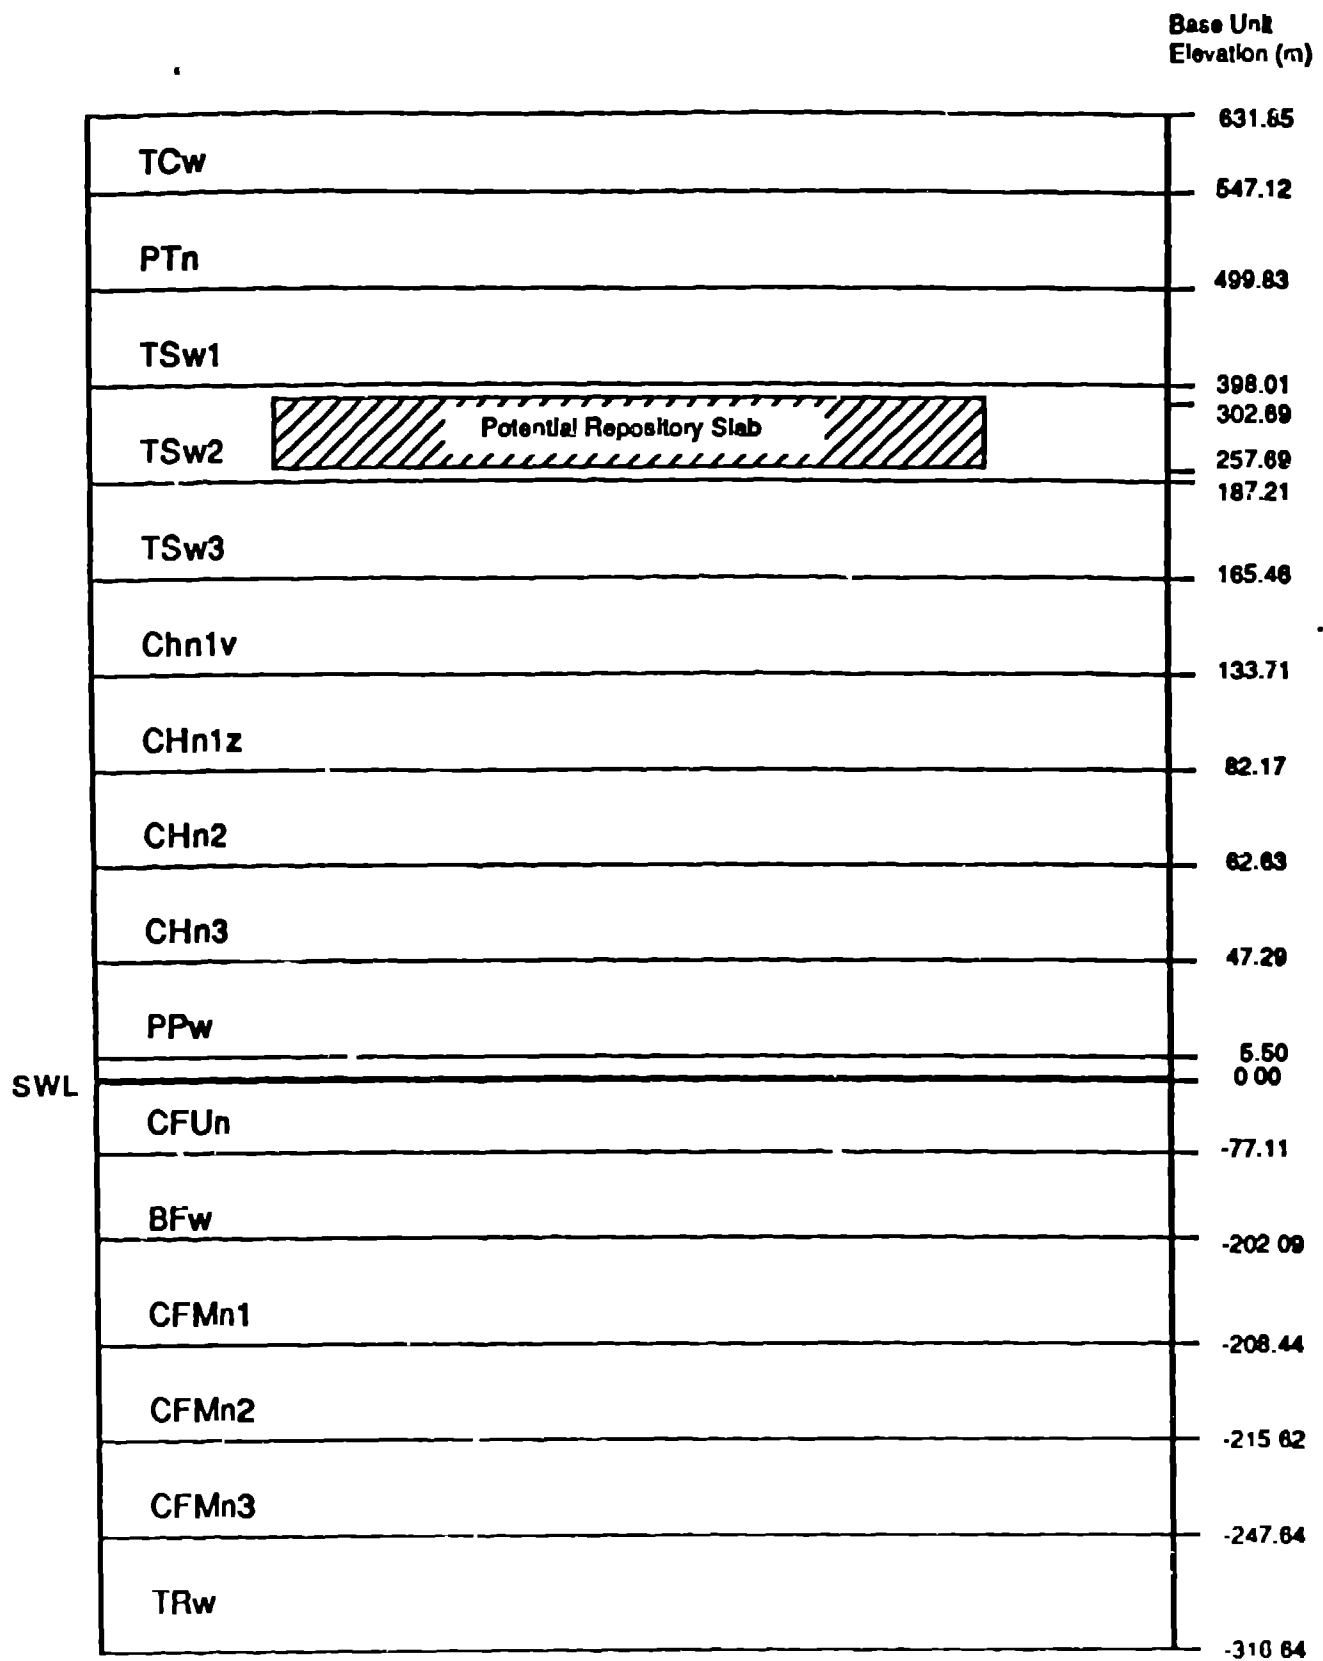 Base Unit
Elevation (m)
631.85
TCw
547.12
PTn
499.83
TSw1
398.01
302.69
Potential Repository Slab
TSw2
257.69
187.21
TSw3
165.46
Chn1v
133.71
CHn1z
82.17
CHn2
62.63
CHn3
47.29
PPw
5.50
SWL
0 00
CFUn
-77.11
BFw
-202 09
CFMn1
-208.44
CFMn2
-215 62
CFMn3
-247.64
TRw